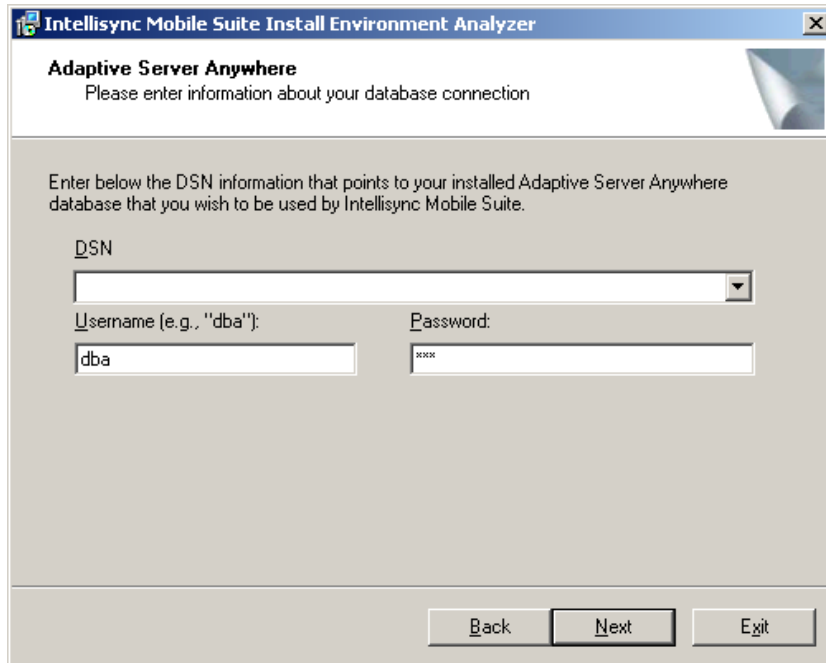 Intellisync Mobile Suite Install Environment Analyzer
Adaptive Server Anywhere
Please enter information about your database connection
Enter below the DSN information that points to your installed Adaptive Server Anywhere
database that you wish to be used by Intellisync Mobile Suite.
DSN
Username (e.g., "dba"): Password:
dba ***
Back Next Exit